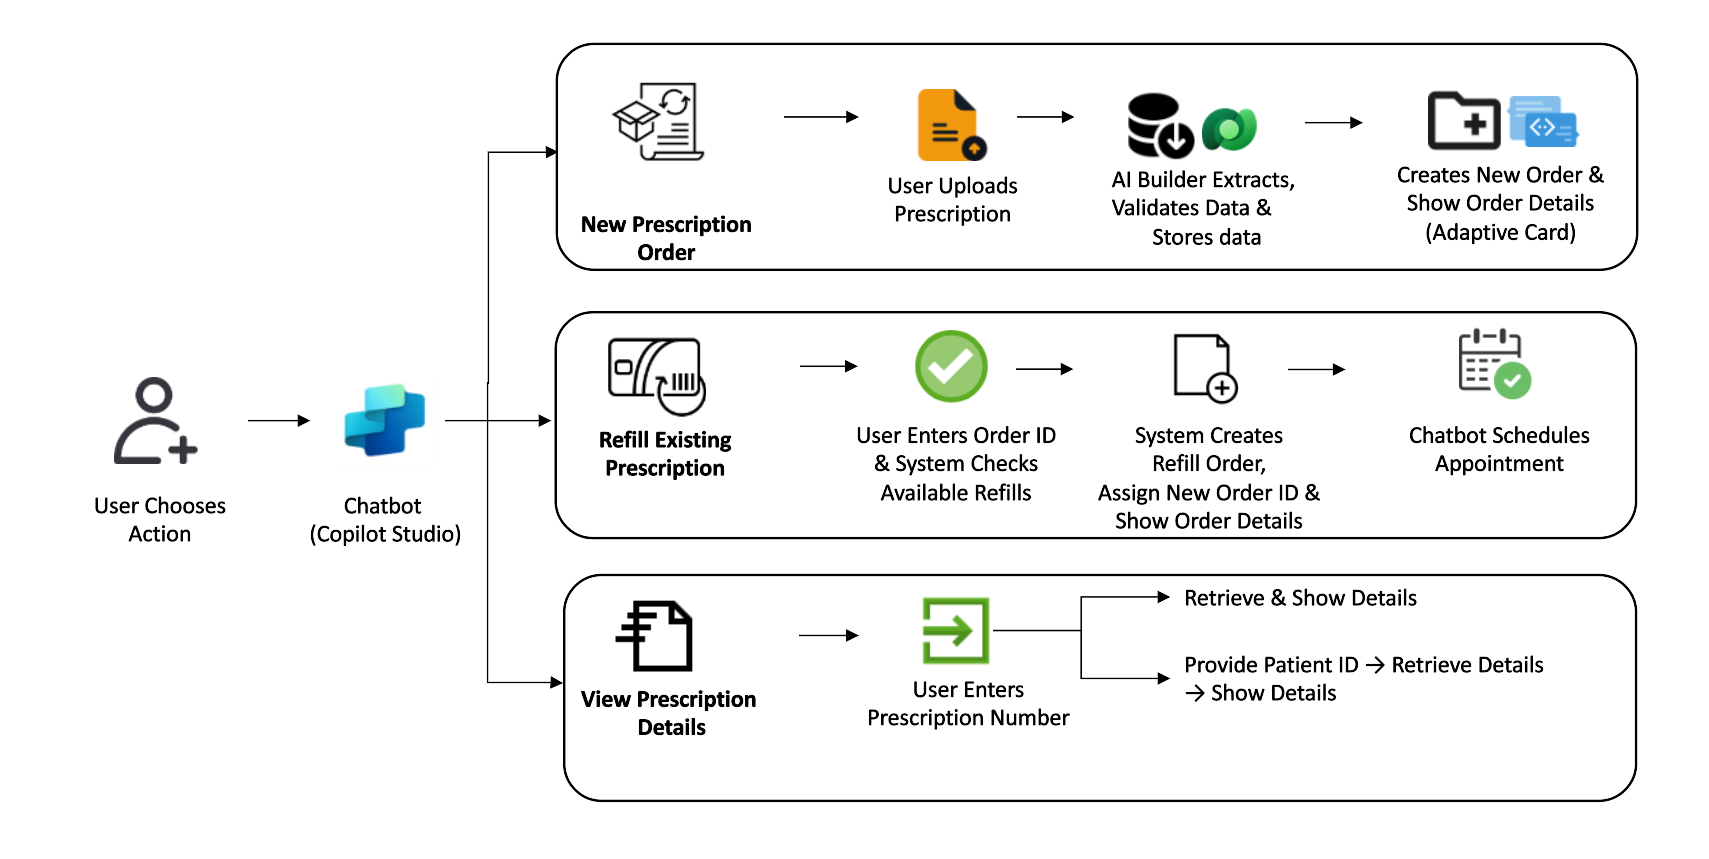 User Chooses
Action
Chatbot
(Copilot Studio)
New Prescription
Order
User Uploads
Prescription
AI Builder Extracts,
Validates Data &
Stores data
Creates New Order &
Show Order Details
(Adaptive Card)
Refill Existing
Prescription
User Enters Order ID
& System Checks
Available Refills
System Creates
Refill Order,
Assign New Order ID &
Show Order Details
Chatbot Schedules
Appointment
View Prescription
Details
User Enters
Prescription Number
Retrieve & Show Details
Provide Patient ID → Retrieve Details
→ Show Details